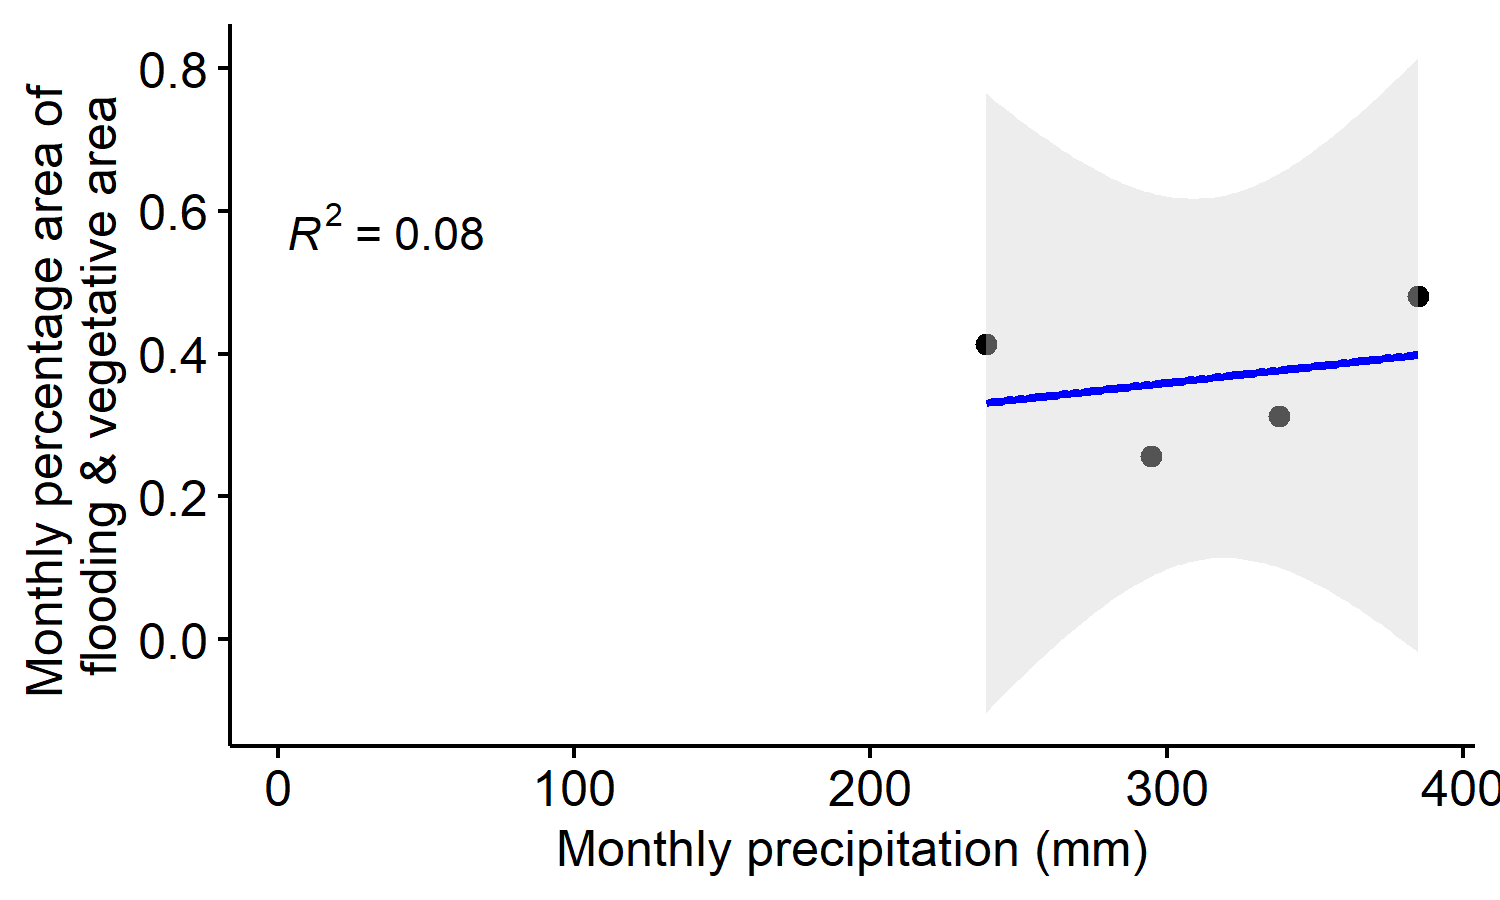 Monthly percentage area of
flooding & vegetative area
0.8
0.6
0.4
0.2
0.0
R² = 0.08
0 100 200 300 400
Monthly precipitation (mm)